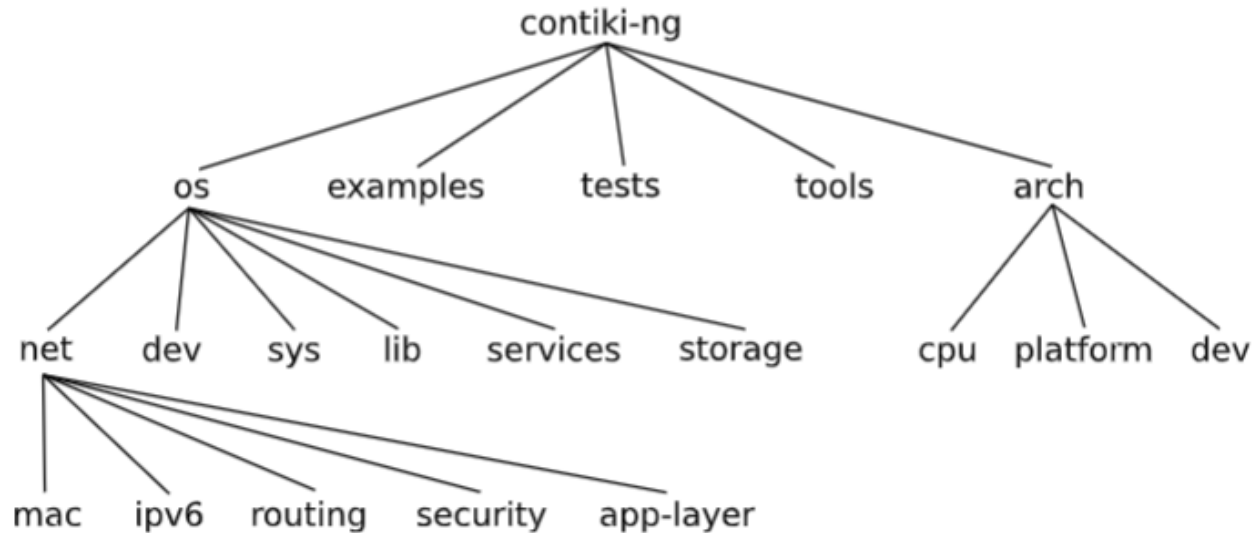 contiki-ng
os examples tests tools arch
net dev sys lib services storage cpu platform dev
mac ipv6 routing security app-layer